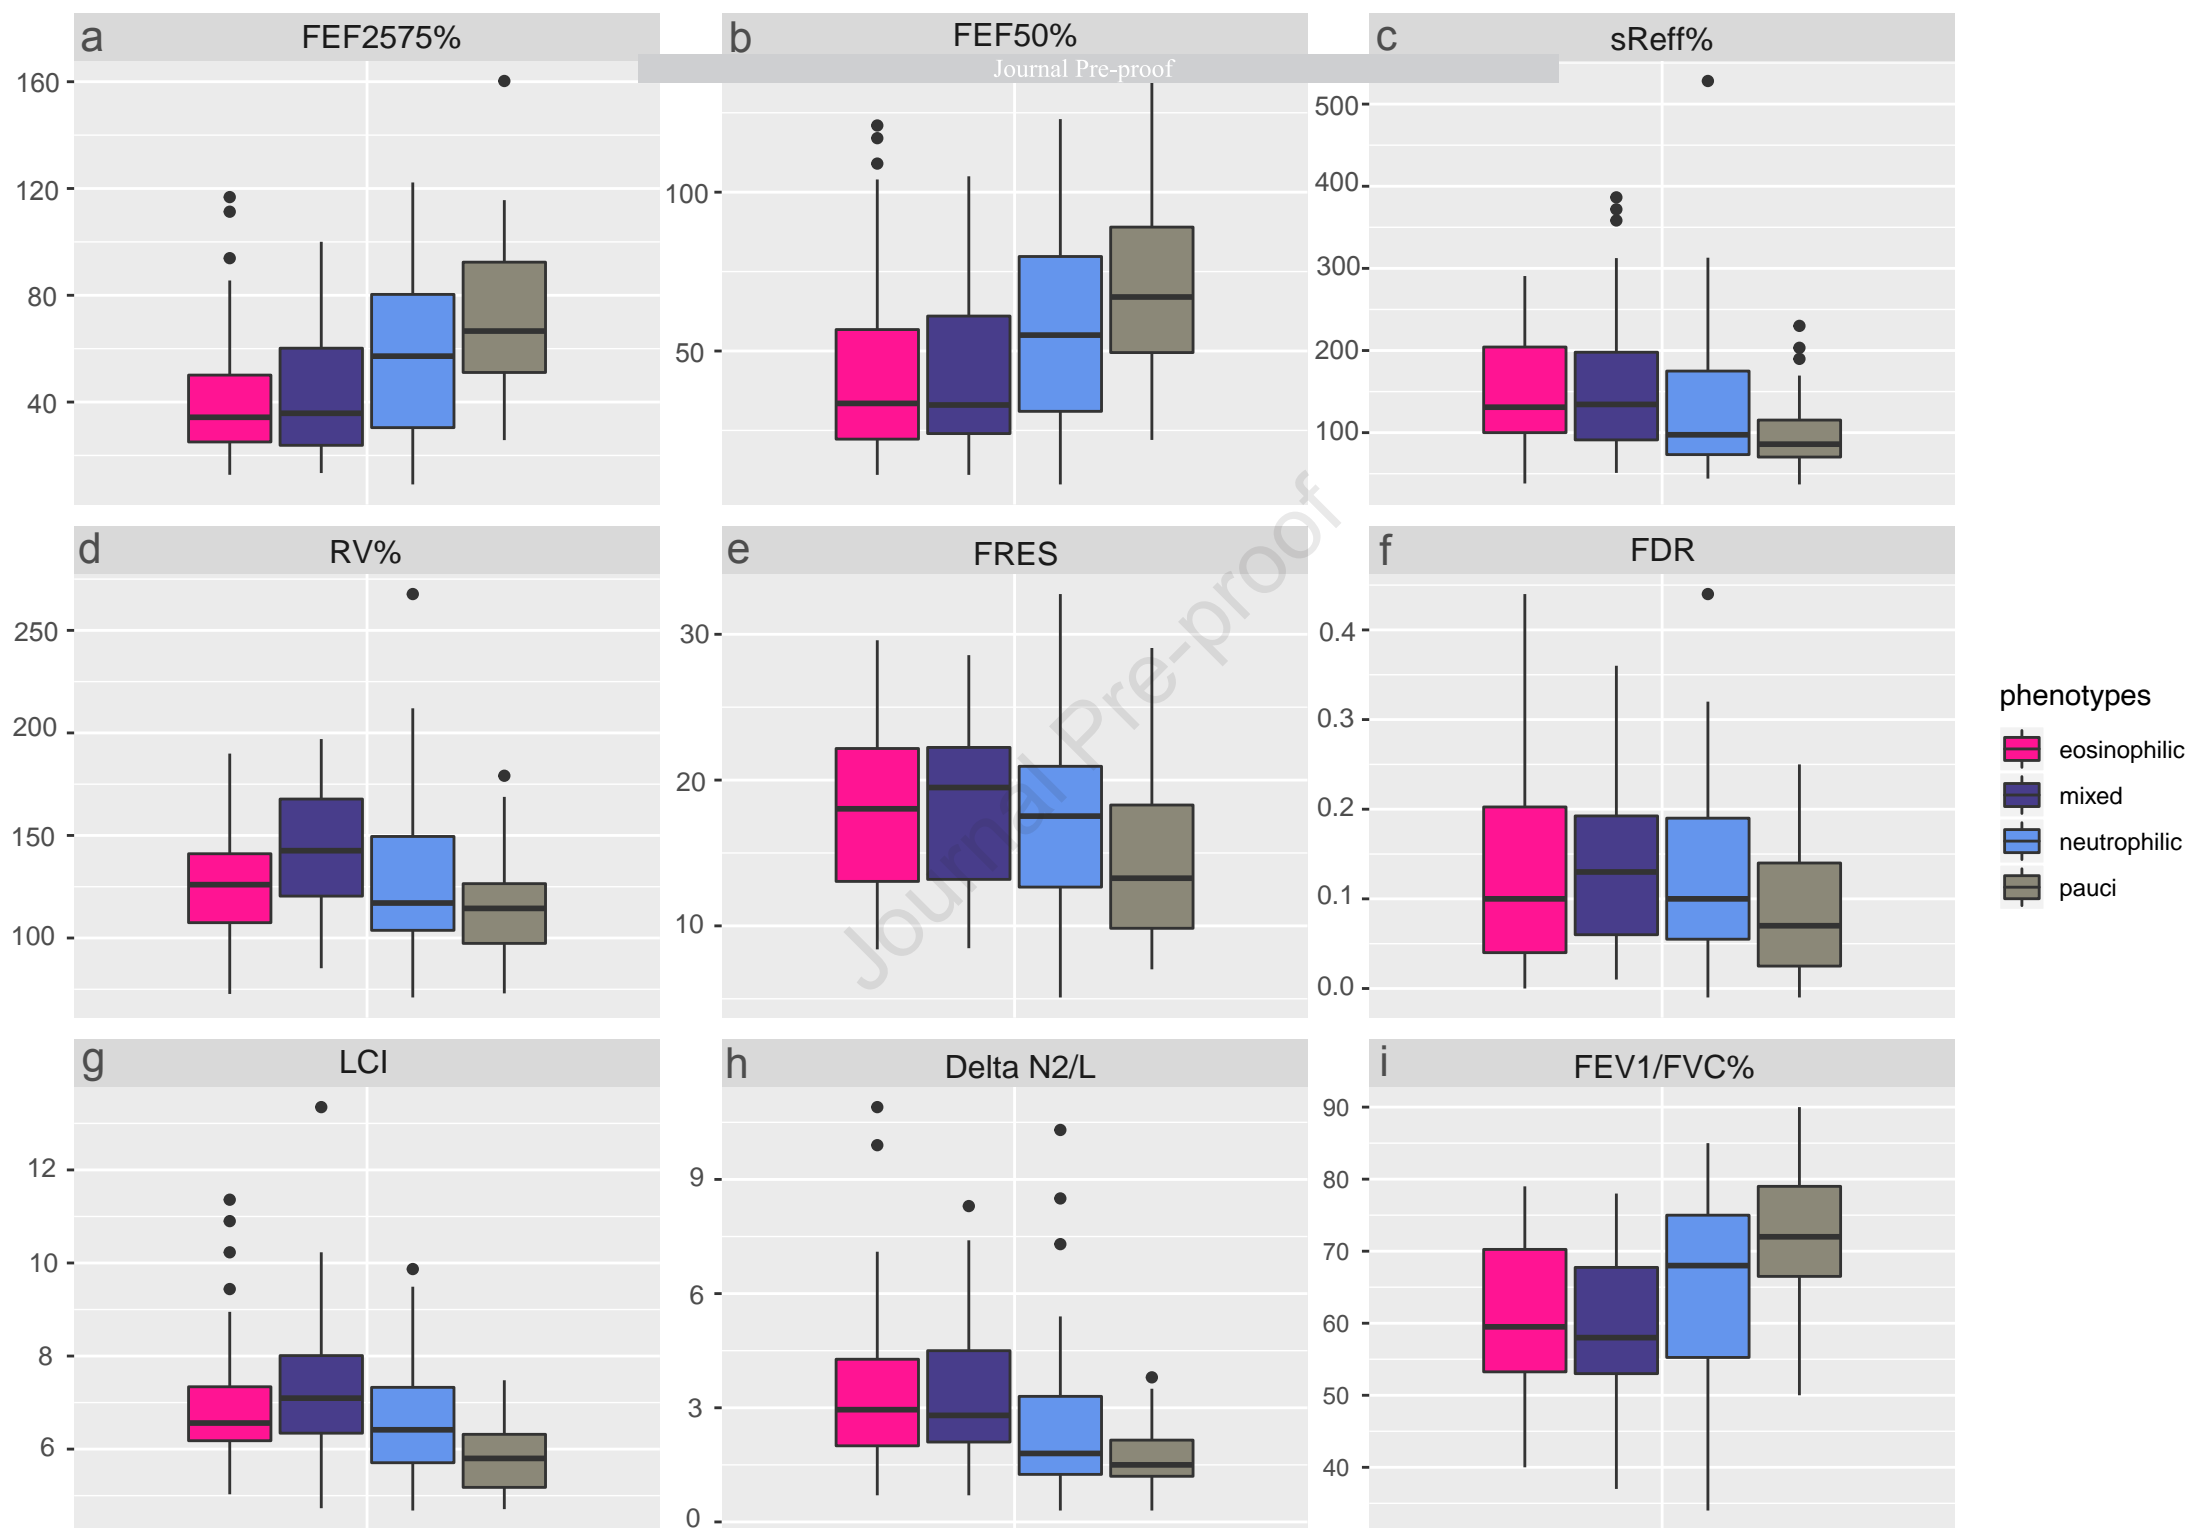 a FEF2575%
b FEF50%
c sReff%
Journal Pre-proof
160
120
80
40
100
50
500
400
300
200
100
d RV%
e FRES
f FDR
250
200
150
100
30
20
10
0.4
0.3
0.2
0.1
0.0
Journal Pre-proof
phenotypes
eosinophilic
mixed
neutrophilic
pauci
g LCI
h Delta N2/L
i FEV1/FVC%
12
10
8
6
9
6
3
0
90
80
70
60
50
40